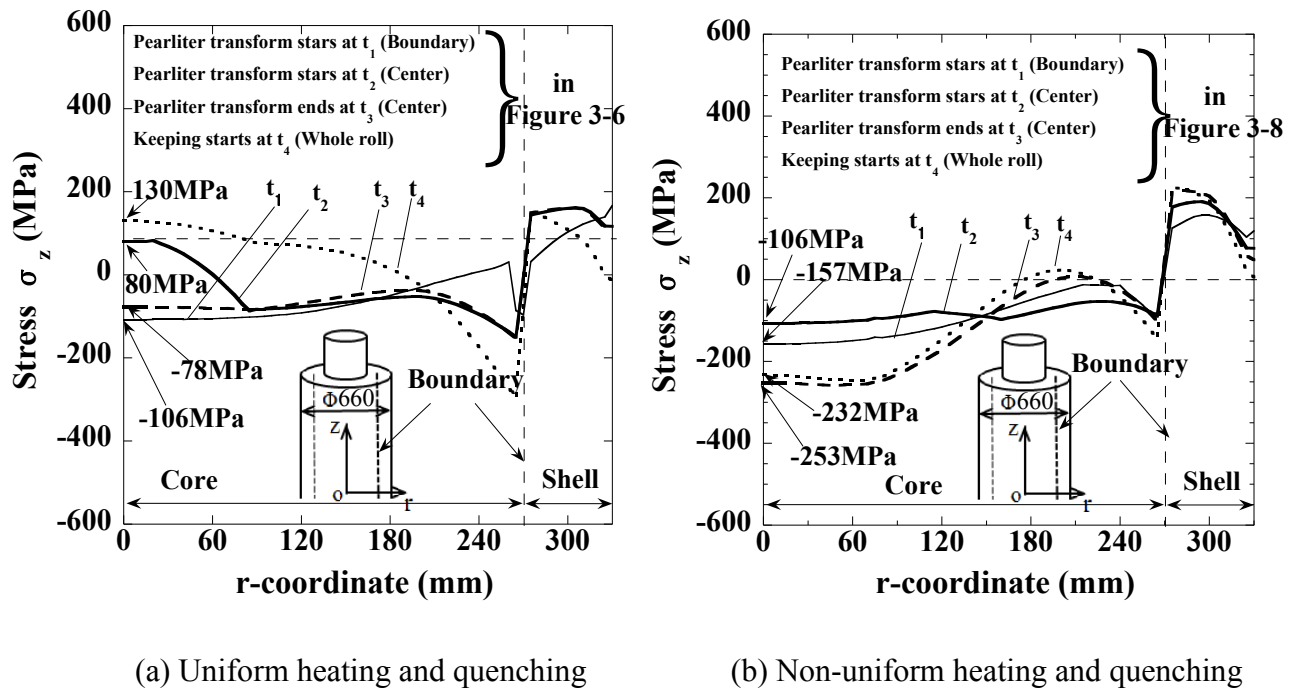 600
400
200
0
-200
-400
-600
Stress σz (MPa)
Pearliter transform stars at t1 (Boundary)
Pearliter transform stars at t2 (Center)
Pearliter transform ends at t3 (Center)
Keeping starts at t4 (Whole roll)
in
Figure 3-6
130MPa
t1
t2
t3
t4
80MPa
-78MPa
-106MPa
Boundary
Φ660
z
o
r
Core
Shell
0 60 120 180 240 300
r-coordinate (mm)
(a) Uniform heating and quenching
600
400
200
0
-200
-400
-600
Stress σz (MPa)
Pearliter transform stars at t1 (Boundary)
Pearliter transform stars at t2 (Center)
Pearliter transform ends at t3 (Center)
Keeping starts at t4 (Whole roll)
in
Figure 3-8
-106MPa
-157MPa
t1
t2
t3
t4
-232MPa
-253MPa
Boundary
Φ660
z
o
r
Core
Shell
0 60 120 180 240 300
r-coordinate (mm)
(b) Non-uniform heating and quenching